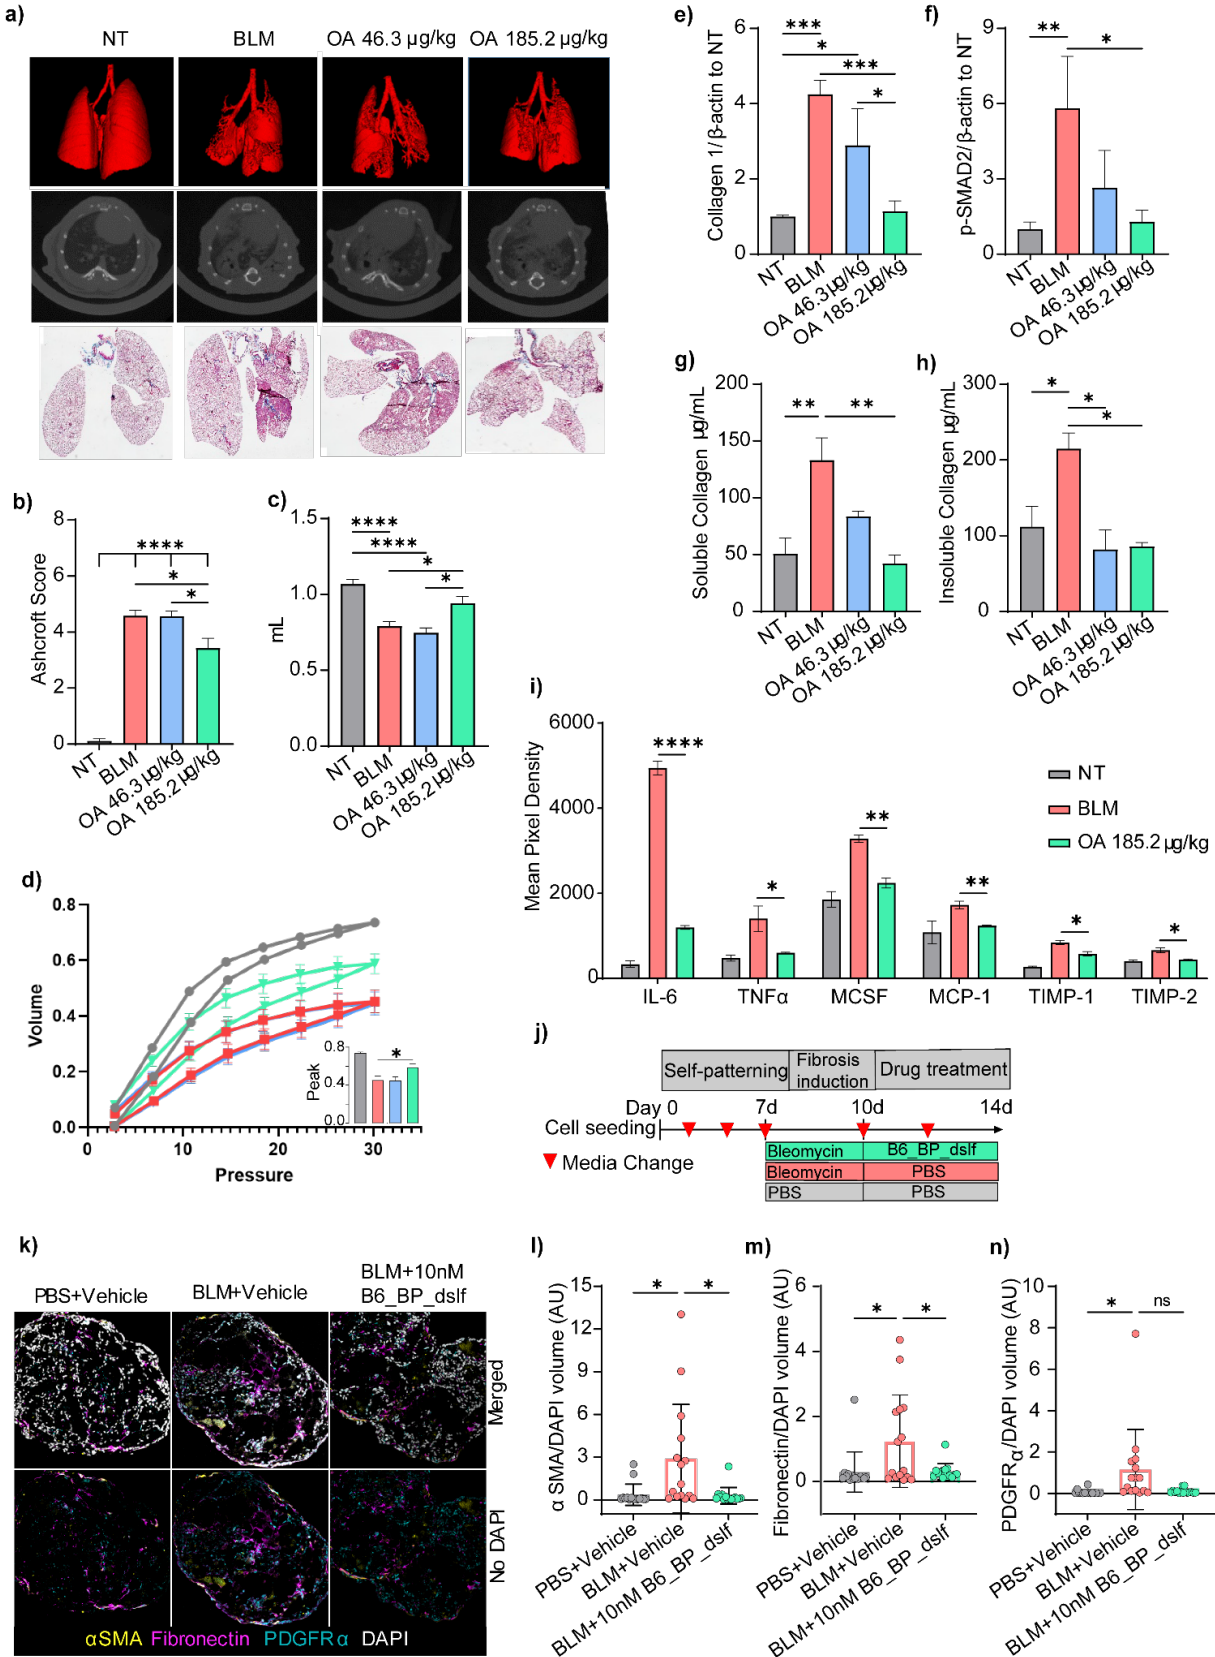 a)
NT
BLM
OA 46.3 µg/kg
OA 185.2 µg/kg
b)
Ashcroft Score
8
6
4
2
0
****
*
*
NT
BLM
OA 46.3 µg/kg
OA 185.2 µg/kg
c)
mL
1.5
1.0
0.5
0.0
****
****
*
*
NT
BLM
OA 46.3 µg/kg
OA 185.2 µg/kg
d)
Volume
0.8
0.6
0.4
0.2
0.0
0
10
20
30
Pressure
Peak
0.8
0.4
0.0
*
e)
Collagen 1/β-actin to NT
6
4
2
0
***
*
***
*
NT
BLM
OA 46.3 µg/kg
OA 185.2 µg/kg
f)
p-SMAD2/β-actin to NT
9
6
3
0
**
*
NT
BLM
OA 46.3 µg/kg
OA 185.2 µg/kg
g)
Soluble Collagen µg/mL
200
150
100
50
0
**
**
NT
BLM
OA 46.3 µg/kg
OA 185.2 µg/kg
h)
Insoluble Collagen µg/mL
300
200
100
0
*
*
*
NT
BLM
OA 46.3 µg/kg
OA 185.2 µg/kg
i)
Mean Pixel Density
6000
4000
2000
0
****
*
**
**
*
*
IL-6
TNFα
MCSF
MCP-1
TIMP-1
TIMP-2
NT
BLM
OA 185.2 µg/kg
j)
Self-patterning
Fibrosis
induction
Drug treatment
Day 0 7d 10d 14d
Cell seeding
Media Change
Bleomycin B6_BP_dslf
Bleomycin PBS
PBS PBS
k)
PBS+Vehicle
BLM+Vehicle
BLM+10nM
B6_BP_dslf
Merged
No DAPI
αSMA Fibronectin PDGFRα DAPI
l)
α SMA/DAPI volume (AU)
15
12
9
6
3
0
*
*
PBS+Vehicle
BLM+Vehicle
BLM+10nM B6_BP_dslf
m)
Fibronectin/DAPI volume (AU)
6
4
2
0
*
*
PBS+Vehicle
BLM+Vehicle
BLM+10nM B6_BP_dslf
n)
PDGFRα/DAPI volume (AU)
10
8
6
4
2
0
*
ns
PBS+Vehicle
BLM+Vehicle
BLM+10nM B6_BP_dslf